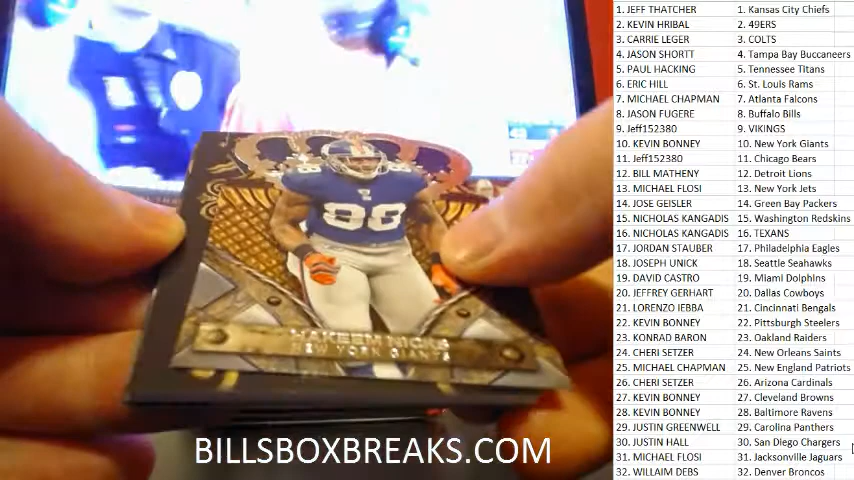 88
88
88
HAKEEM NICKS
NEW YORK GIANTS
BILLSBOXBREAKS.COM
1. JEFF THATCHER 1. Kansas City Chiefs
2. KEVIN HRIBAL 2. 49ERS
3. CARRIE LEGER 3. COLTS
4. JASON SHORTT 4. Tampa Bay Buccaneers
5. PAUL HACKING 5. Tennessee Titans
6. ERIC HILL 6. St. Louis Rams
7. MICHAEL CHAPMAN 7. Atlanta Falcons
8. JASON FUGERE 8. Buffalo Bills
9. Jeff152380 9. VIKINGS
10. KEVIN BONNEY 10. New York Giants
11. Jeff152380 11. Chicago Bears
12. BILL MATHENY 12. Detroit Lions
13. MICHAEL FLOSI 13. New York Jets
14. JOSE GEISLER 14. Green Bay Packers
15. NICHOLAS KANGADIS 15. Washington Redskins
16. NICHOLAS KANGADIS 16. TEXANS
17. JORDAN STAUBER 17. Philadelphia Eagles
18. JOSEPH UNICK 18. Seattle Seahawks
19. DAVID CASTRO 19. Miami Dolphins
20. JEFFREY GERHART 20. Dallas Cowboys
21. LORENZO IEBBA 21. Cincinnati Bengals
22. KEVIN BONNEY 22. Pittsburgh Steelers
23. KONRAD BARON 23. Oakland Raiders
24. CHERI SETZER 24. New Orleans Saints
25. MICHAEL CHAPMAN 25. New England Patriots
26. CHERI SETZER 26. Arizona Cardinals
27. KEVIN BONNEY 27. Cleveland Browns
28. KEVIN BONNEY 28. Baltimore Ravens
29. JUSTIN GREENWELL 29. Carolina Panthers
30. JUSTIN HALL 30. San Diego Chargers
31. MICHAEL FLOSI 31. Jacksonville Jaguars
32. WILLAIM DEBS 32. Denver Broncos